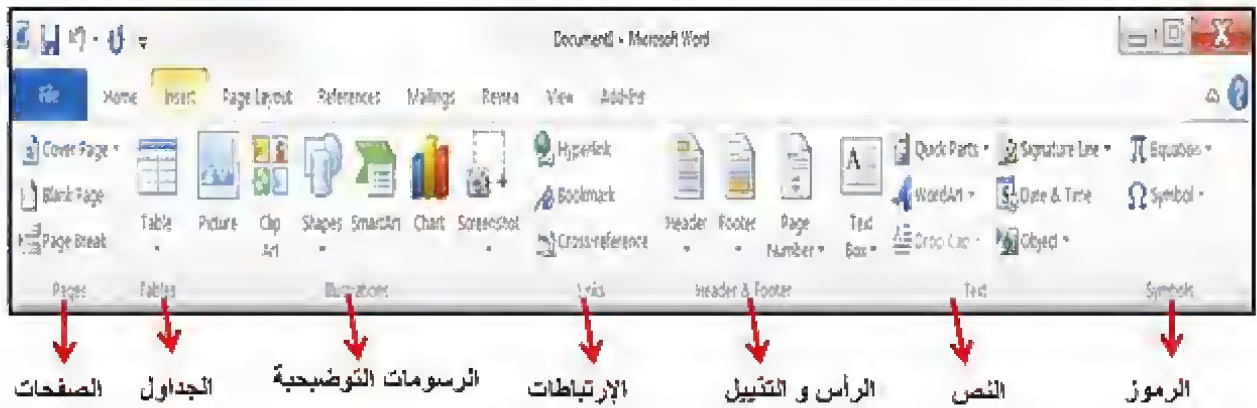 Document1 - Microsoft Word
File Home Insert Page Layout References Mailings Review View Add-Ins
Cover Page
Blank Page
Page Break
Table
Picture
Clip Art
Shapes
SmartArt
Chart
Screenshot
Hyperlink
Bookmark
Cross-reference
Header
Footer
Page Number
Text Box
Quick Parts
WordArt
Drop Cap
Signature Line
Date & Time
Object
Equation
Symbol
Pages Tables Illustrations Links Header & Footer Text Symbols
الصفحات الجداول الرسومات التوضيحية الإرتباطات الرأس و التذييل النص الرموز